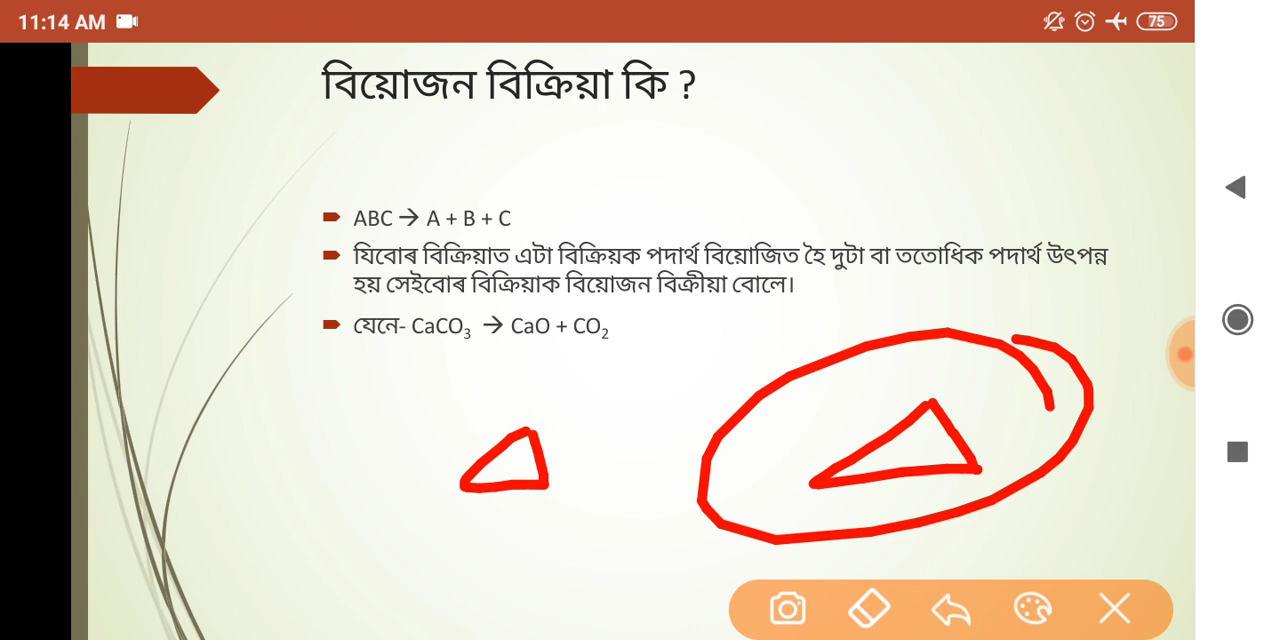 11:14 AM
75
বিয়োজন বিক্ৰিয়া কি ?
ABC → A + B + C
যিবোৰ বিক্ৰিয়াত এটা বিক্ৰিয়ক পদাৰ্থ বিয়োজিত হৈ দুটা বা ততোধিক পদাৰ্থ উৎপন্ন
হয় সেইবোৰ বিক্ৰিয়াক বিয়োজন বিক্ৰীয়া বোলে।
যেনে- CaCO₃ → CaO + CO₂